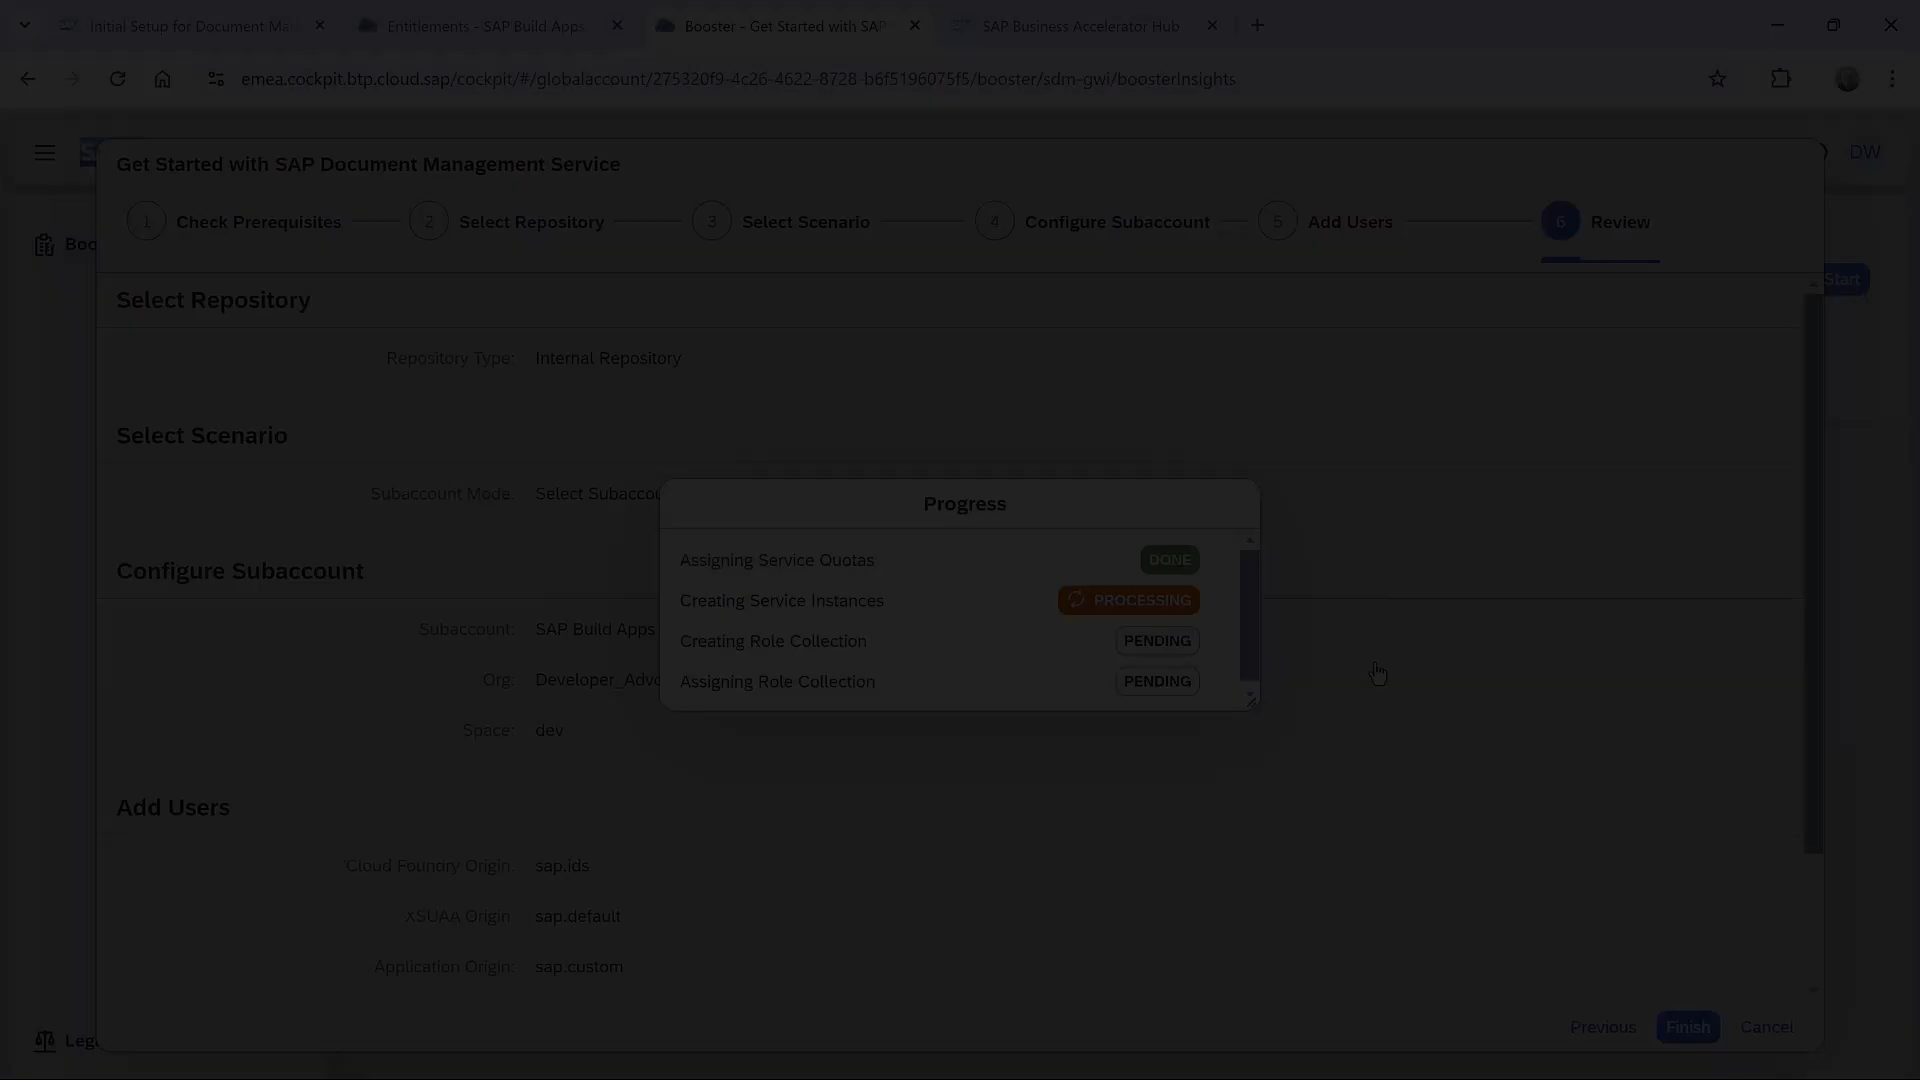 Initial Setup for Document Ma
Entitlements - SAP Build Apps
Booster - Get Started with SAP
SAP Business Accelerator Hub
emea.cockpit.btp.cloud.sap/cockpit/#/globalaccount/275320f9-4c26-4622-8728-b6f5196075f5/booster/sdm-gwi/boosterInsights
S
DW
Get Started with SAP Document Management Service
1 Check Prerequisites
2 Select Repository
3 Select Scenario
4 Configure Subaccount
5 Add Users
6 Review
Boo
Start
Select Repository
Repository Type: Internal Repository
Select Scenario
Subaccount Mode: Select Subaccou
Progress
Assigning Service Quotas DONE
Creating Service Instances PROCESSING
Creating Role Collection PENDING
Assigning Role Collection PENDING
Configure Subaccount
Subaccount: SAP Build Apps
Org: Developer_Advo
Space: dev
Add Users
Cloud Foundry Origin: sap.ids
XSUAA Origin: sap.default
Application Origin: sap.custom
Previous
Finish
Cancel
Lega